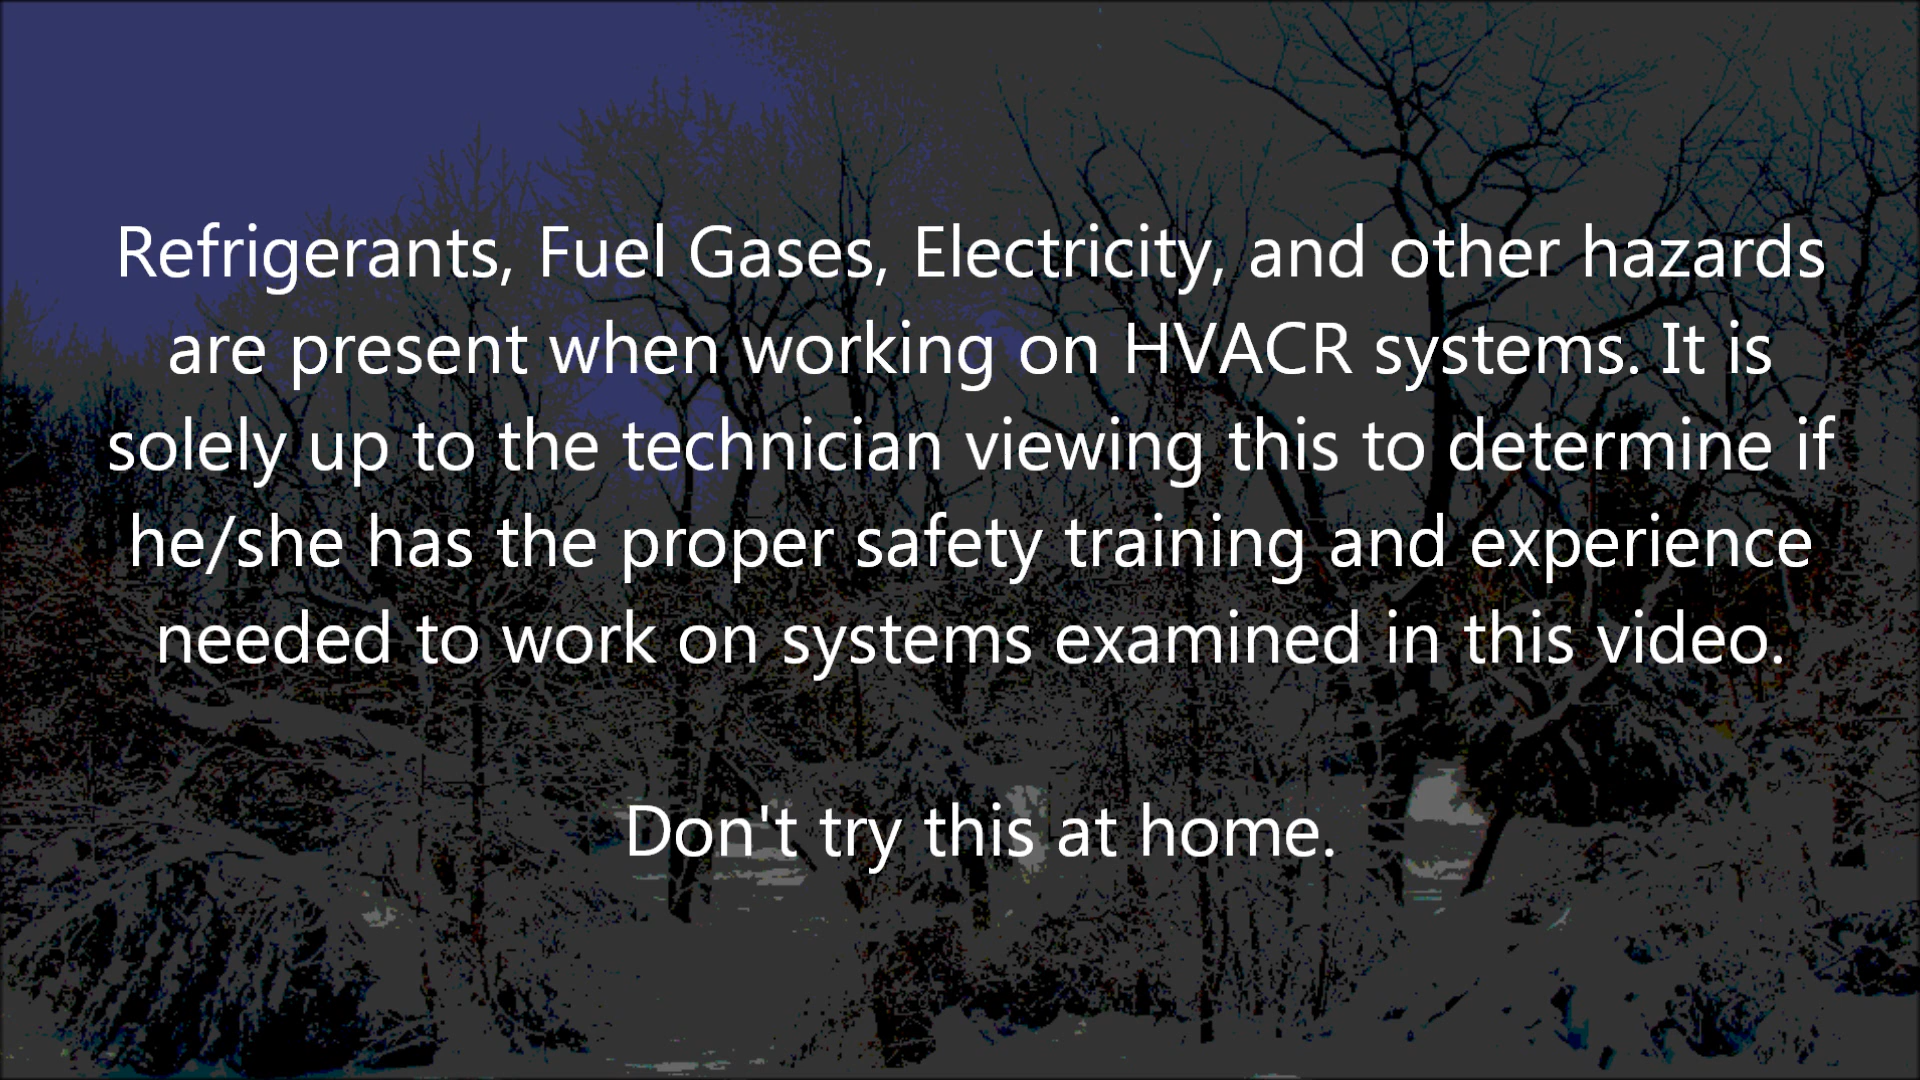 Refrigerants, Fuel Gases, Electricity, and other hazards
are present when working on HVACR systems. It is
solely up to the technician viewing this to determine if
he/she has the proper safety training and experience
needed to work on systems examined in this video.
Don't try this at home.